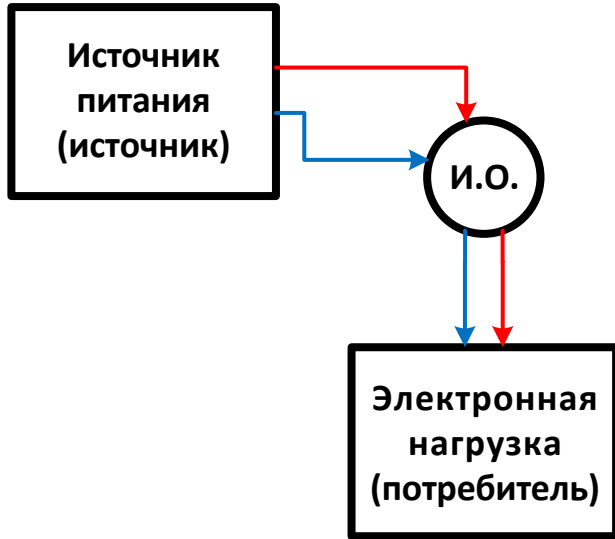 Источник
питания
(источник)
И.О.
Электронная
нагрузка
(потребитель)